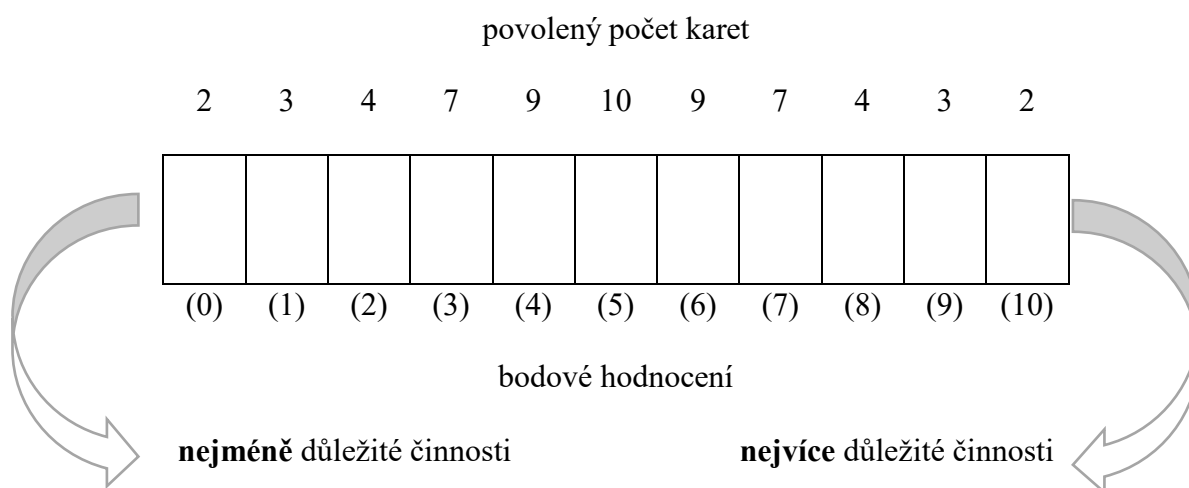 povolený počet karet
2 3 4 7 9 10 9 7 4 3 2
(0) (1) (2) (3) (4) (5) (6) (7) (8) (9) (10)
bodové hodnocení
nejméně důležité činnosti nejvíce důležité činnosti